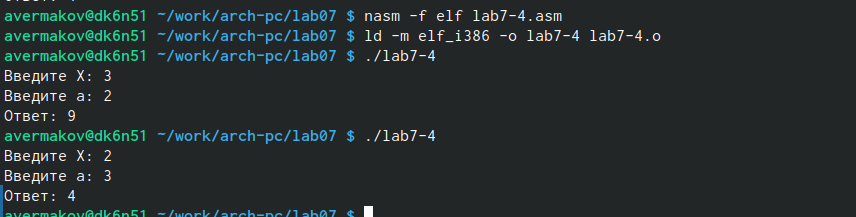 avermakov@dk6n51 ~/work/arch-pc/lab07 $ nasm -f elf lab7-4.asm
avermakov@dk6n51 ~/work/arch-pc/lab07 $ ld -m elf_i386 -o lab7-4 lab7-4.o
avermakov@dk6n51 ~/work/arch-pc/lab07 $ ./lab7-4
Введите X: 3
Введите a: 2
Ответ: 9
avermakov@dk6n51 ~/work/arch-pc/lab07 $ ./lab7-4
Введите X: 2
Введите a: 3
Ответ: 4
avermakov@dk6n51 ~/work/arch-pc/lab07 $